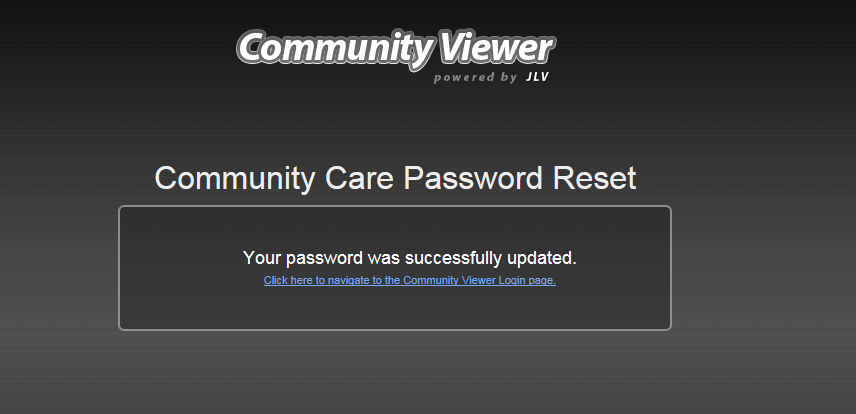 Community Viewer
powered by JLV
Community Care Password Reset
Your password was successfully updated.
Click here to navigate to the Community Viewer Login page.